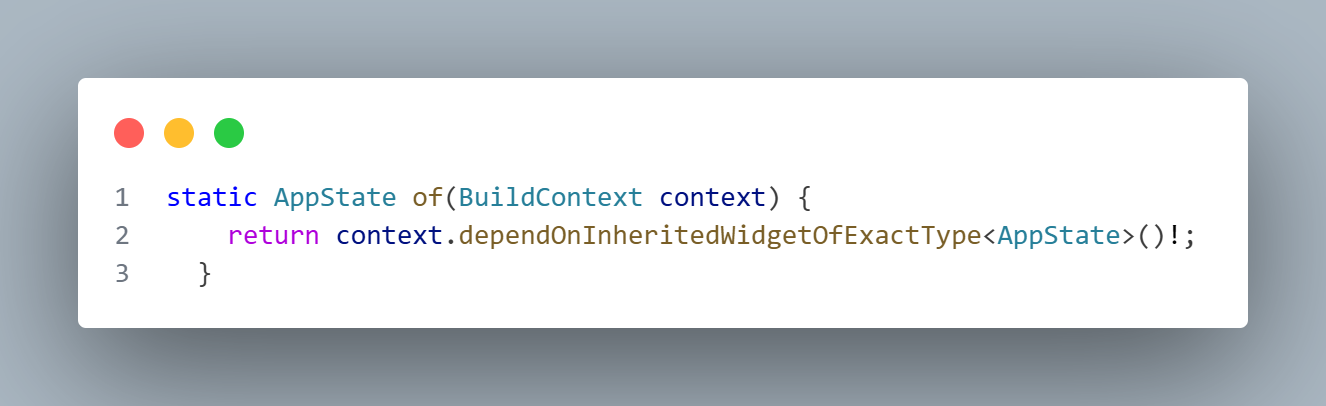 1 static AppState of(BuildContext context) {
2 return context.dependOnInheritedWidgetOfExactType<AppState>()!;
3 }